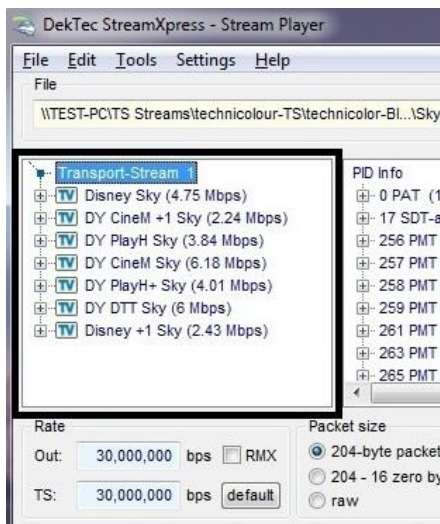 DekTec StreamXpress - Stream Player
File Edit Tools Settings Help
File
\\TEST-PC\TS Streams\technicolour-TS\technicolor-Bl...\Sky
Transport-Stream 1
TV Disney Sky (4.75 Mbps)
TV DY CineM +1 Sky (2.24 Mbps)
TV DY PlayH Sky (3.84 Mbps)
TV DY CineM Sky (6.18 Mbps)
TV DY PlayH+ Sky (4.01 Mbps)
TV DY DTT Sky (6 Mbps)
TV Disney +1 Sky (2.43 Mbps)
PID Info
0 PAT (1
17 SDT-a
256 PMT
257 PMT
258 PMT
259 PMT
261 PMT
263 PMT
265 PMT
Rate
Out: 30,000,000 bps RMX
TS: 30,000,000 bps default
Packet size
204-byte packet
204 - 16 zero by
raw